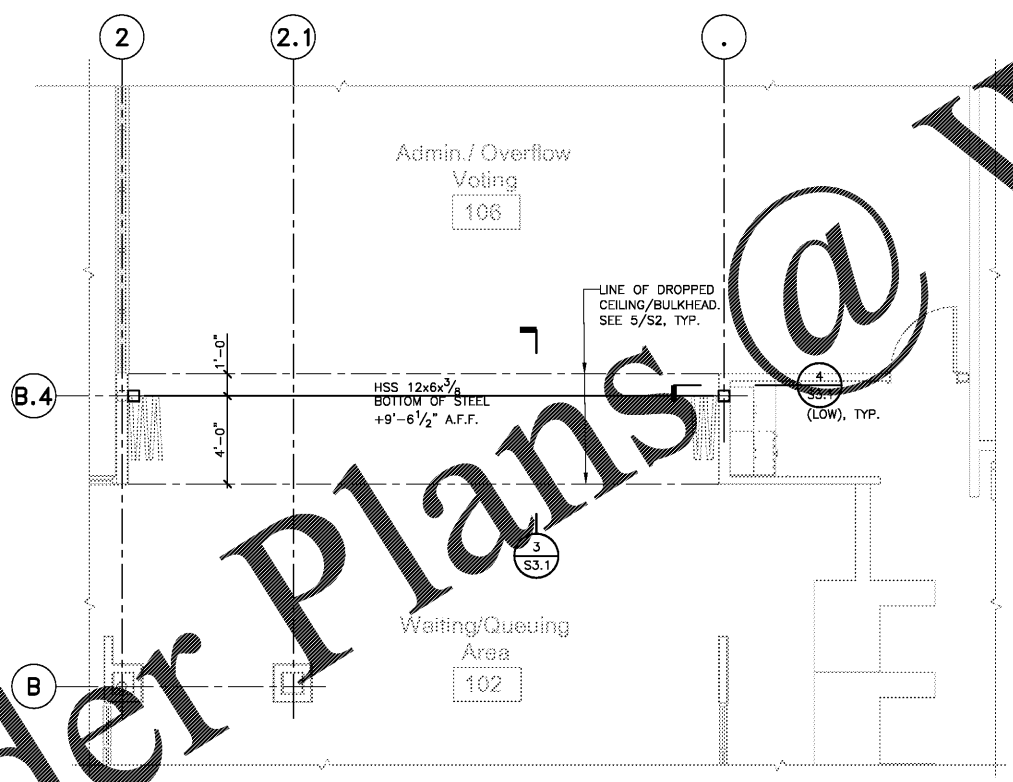 2
2.1
.
Admin./ Overflow
Voting
106
LINE OF DROPPED
CEILING/BULKHEAD.
SEE 5/S2, TYP.
1'-0"
B.4
HSS 12x6x3/8
BOTTOM OF STEEL
+9'-6 1/2" A.F.F.
4
S3.1
(LOW), TYP.
4'-0"
3
S3.1
Waiting/Queuing
Area
102
B
der Plans @